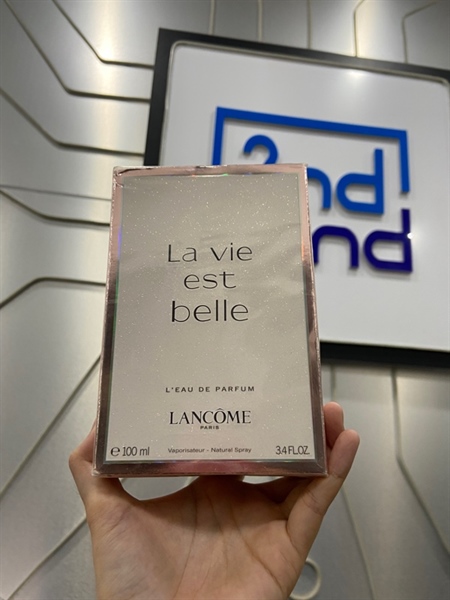 2nd
La vie
est
belle
L'EAU DE PARFUM
LANCÔME
PARIS
℮ 100 ml
Vaporisateur - Natural Spray
3.4 FL.OZ.